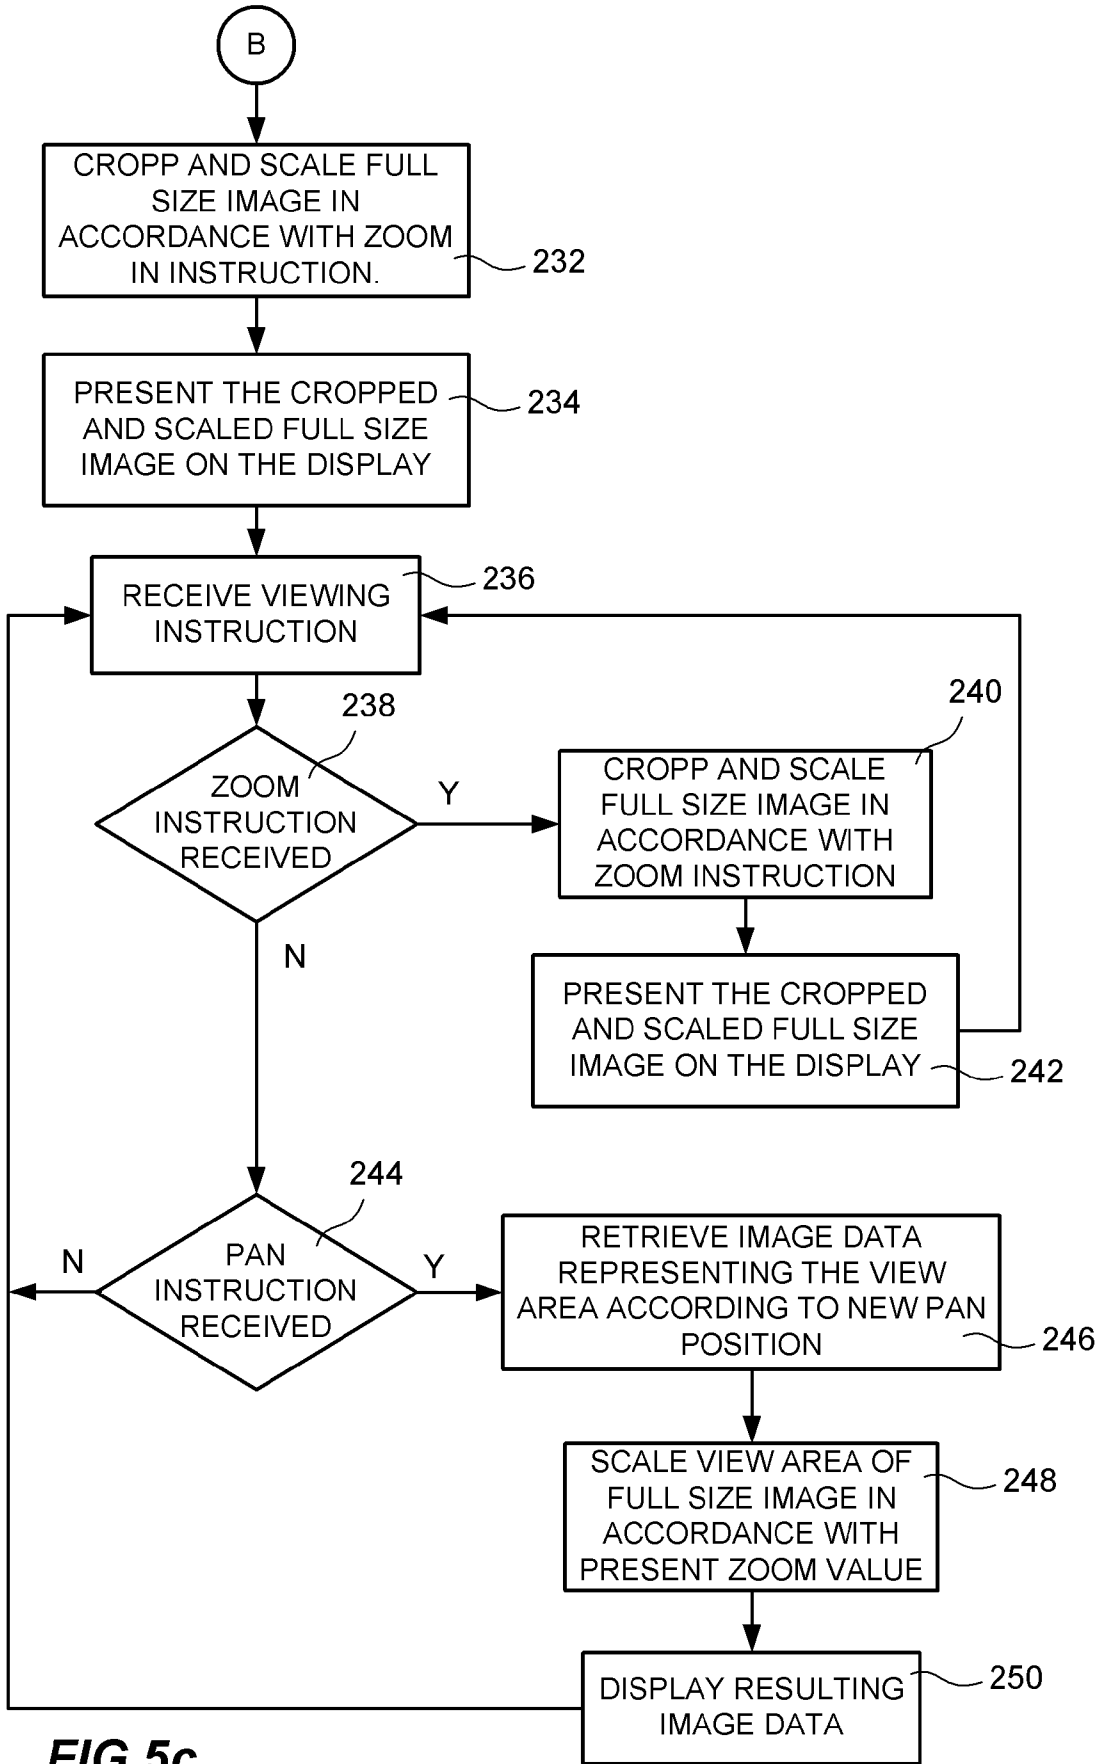 B
CROPP AND SCALE FULL
SIZE IMAGE IN
ACCORDANCE WITH ZOOM
IN INSTRUCTION.
232
PRESENT THE CROPPED
AND SCALED FULL SIZE
IMAGE ON THE DISPLAY
234
RECEIVE VIEWING
INSTRUCTION
236
238
ZOOM
INSTRUCTION
RECEIVED
Y
N
240
CROPP AND SCALE
FULL SIZE IMAGE IN
ACCORDANCE WITH
ZOOM INSTRUCTION
PRESENT THE CROPPED
AND SCALED FULL SIZE
IMAGE ON THE DISPLAY
242
244
PAN
INSTRUCTION
RECEIVED
N
Y
RETRIEVE IMAGE DATA
REPRESENTING THE VIEW
AREA ACCORDING TO NEW PAN
POSITION
246
SCALE VIEW AREA OF
FULL SIZE IMAGE IN
ACCORDANCE WITH
PRESENT ZOOM VALUE
248
DISPLAY RESULTING
IMAGE DATA
250
FIG 5c